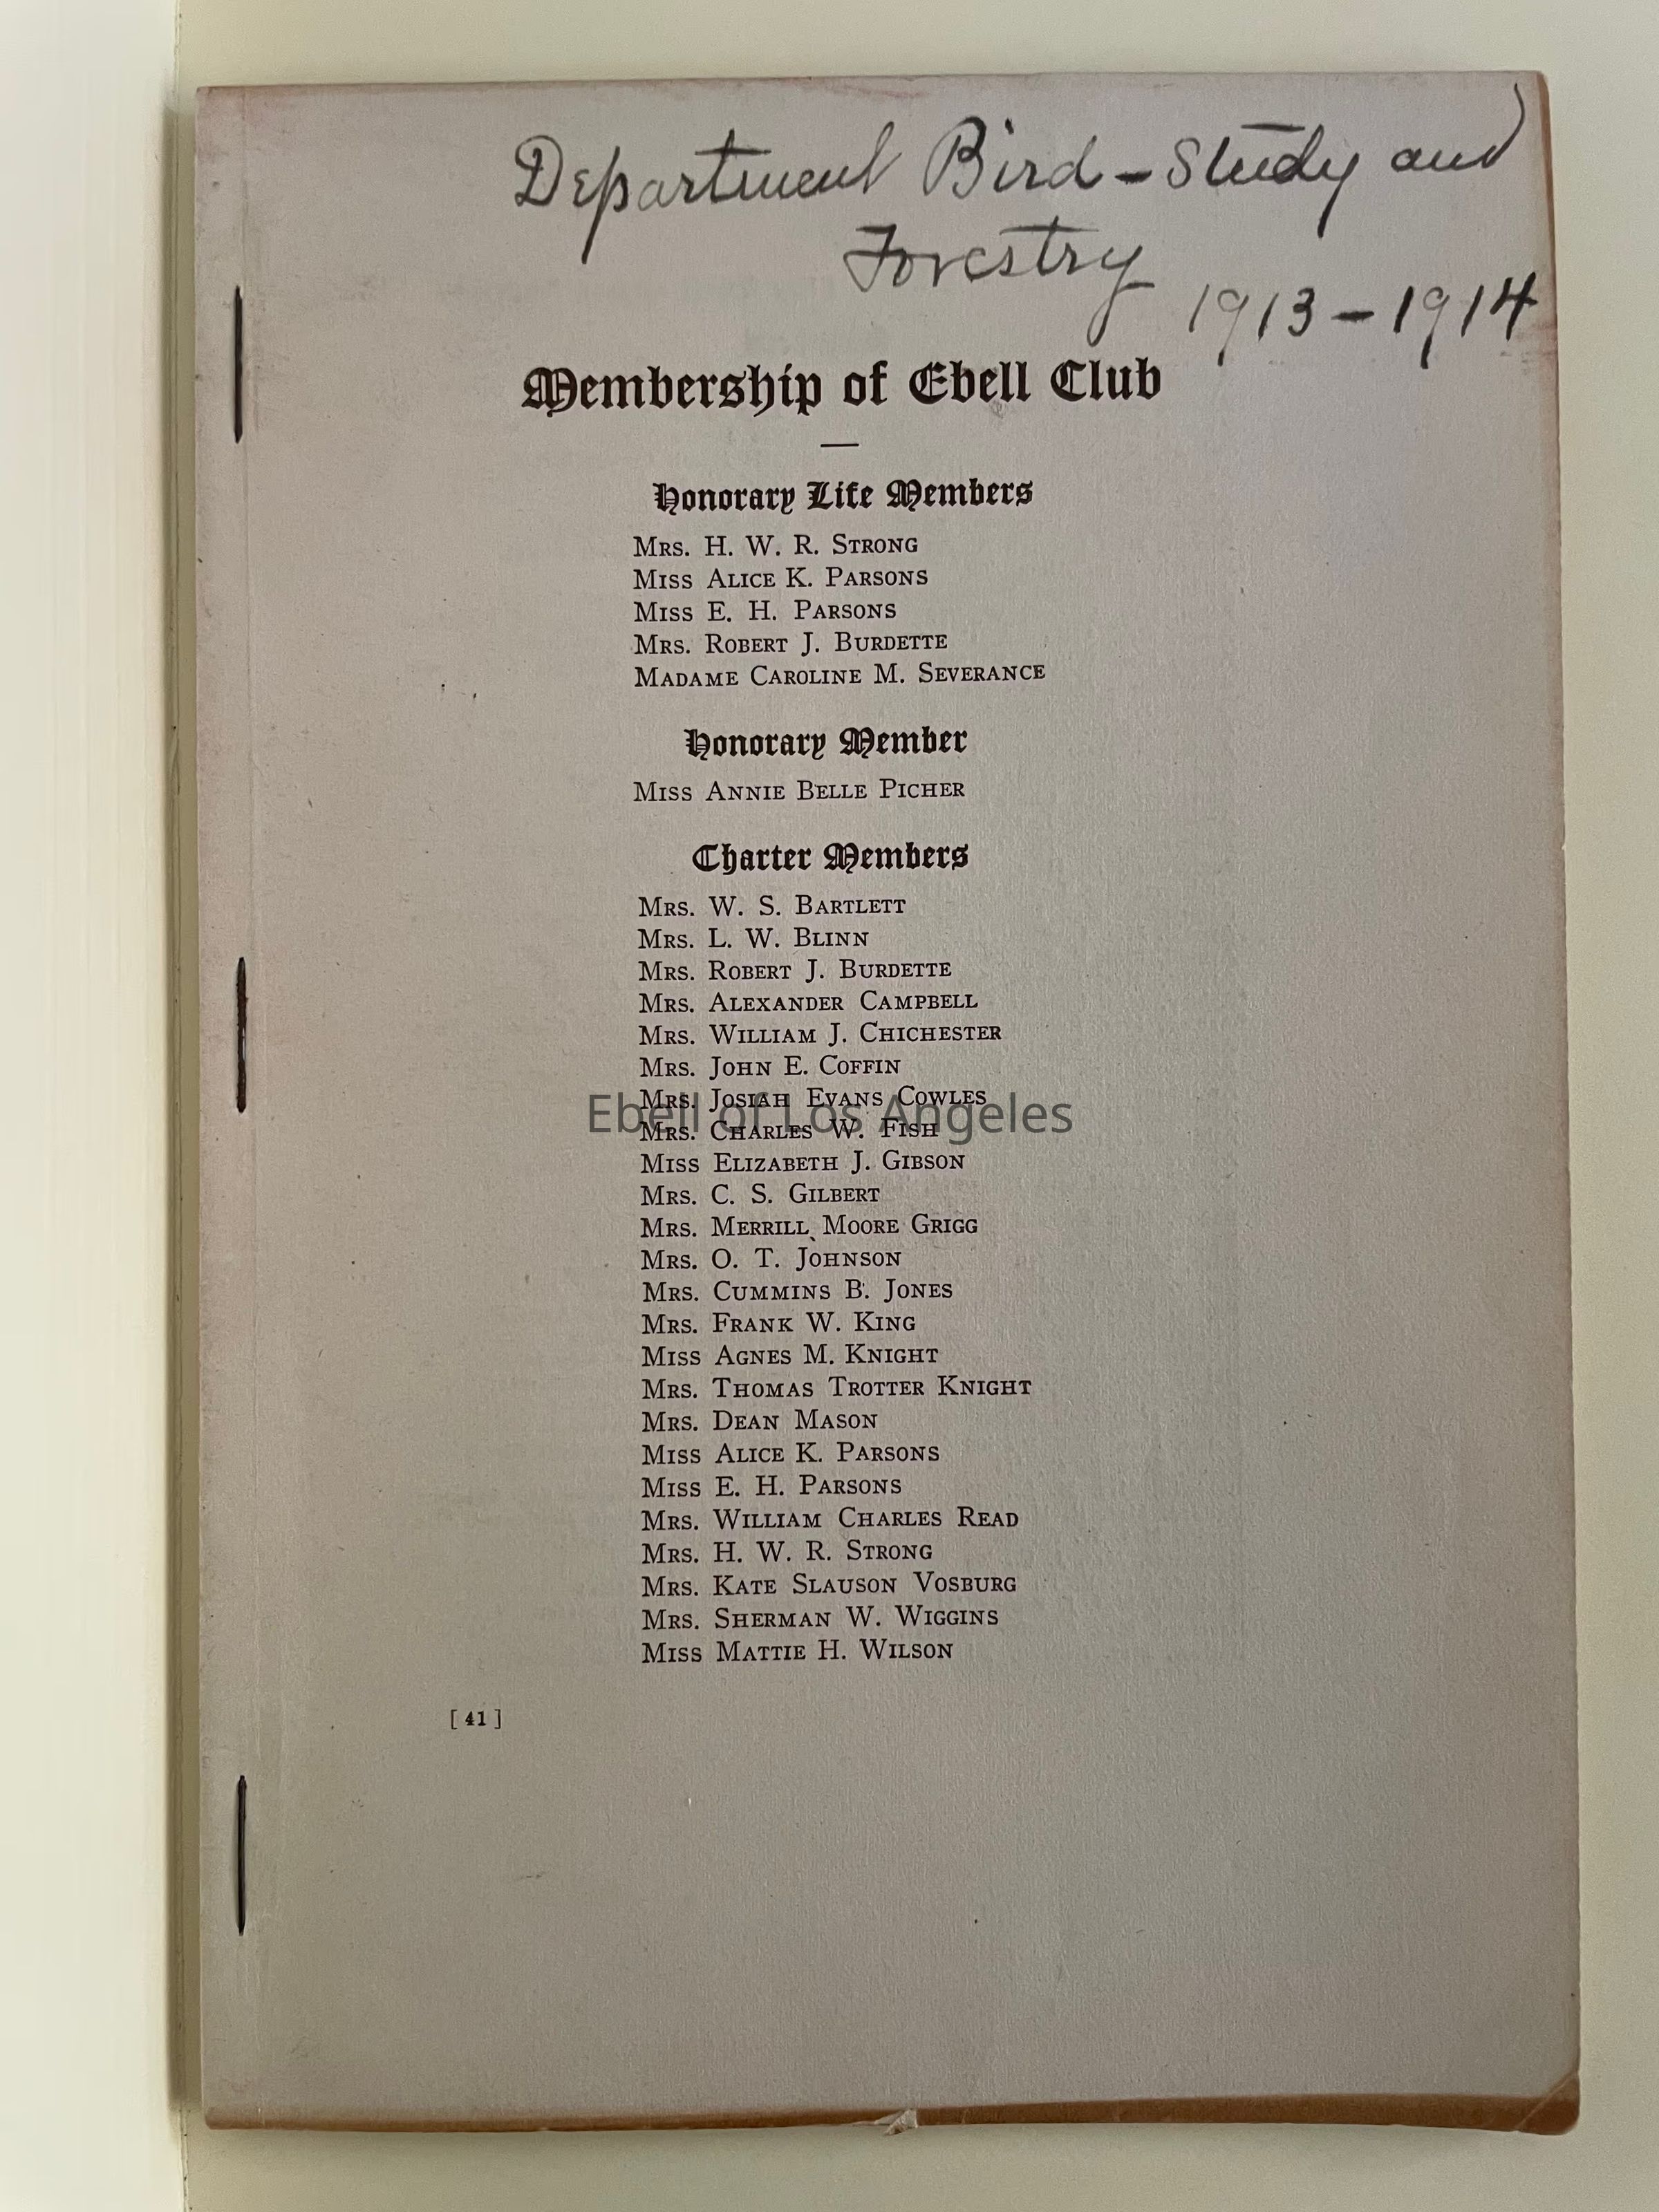 Department Bird-Study and
Forestry
1913-1914
Membership of Ebell Club
Honorary Life Members
Mrs. H. W. R. Strong
Miss Alice K. Parsons
Miss E. H. Parsons
Mrs. Robert J. Burdette
Madame Caroline M. Severance
Honorary Member
Miss Annie Belle Picher
Charter Members
Mrs. W. S. Bartlett
Mrs. L. W. Blinn
Mrs. Robert J. Burdette
Mrs. Alexander Campbell
Mrs. William J. Chichester
Mrs. John E. Coffin
Mrs. Josiah Evans Cowles
Ebell of Los Angeles
Mrs. Charles W. Fish
Miss Elizabeth J. Gibson
Mrs. C. S. Gilbert
Mrs. Merrill Moore Grigg
Mrs. O. T. Johnson
Mrs. Cummins B. Jones
Mrs. Frank W. King
Miss Agnes M. Knight
Mrs. Thomas Trotter Knight
Mrs. Dean Mason
Miss Alice K. Parsons
Miss E. H. Parsons
Mrs. William Charles Read
Mrs. H. W. R. Strong
Mrs. Kate Slauson Vosburg
Mrs. Sherman W. Wiggins
Miss Mattie H. Wilson
[ 41 ]